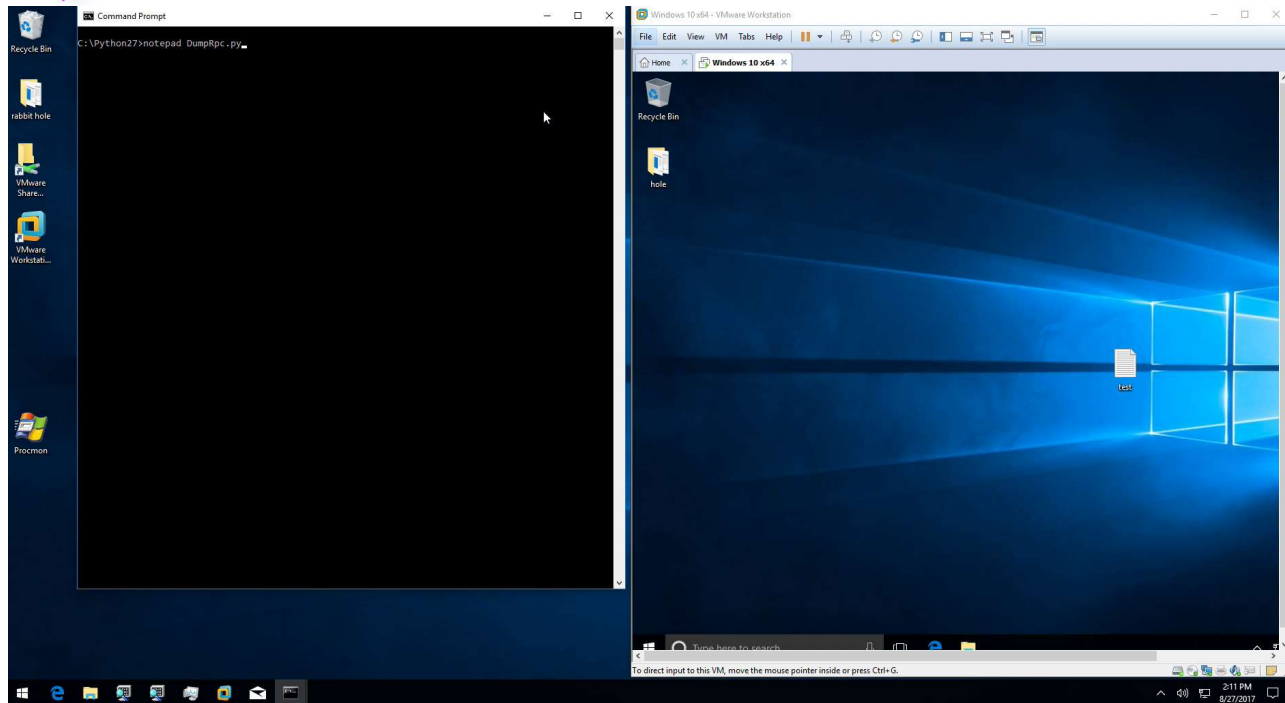 Command Prompt
C:\Python27>notepad DumpRpc.py
Recycle Bin
rabbit hole
VMware
Share...
VMware
Workstati...
Procmon
Windows 10 x64 - VMware Workstation
File Edit View VM Tabs Help
Home
Windows 10 x64
Recycle Bin
hole
test
Type here to search
To direct input to this VM, move the mouse pointer inside or press Ctrl+G.
2:11 PM
8/27/2017